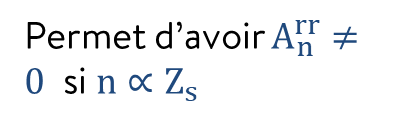 Permet d’avoir Aₙʳʳ ≠
0 si n ∝ Zₛ